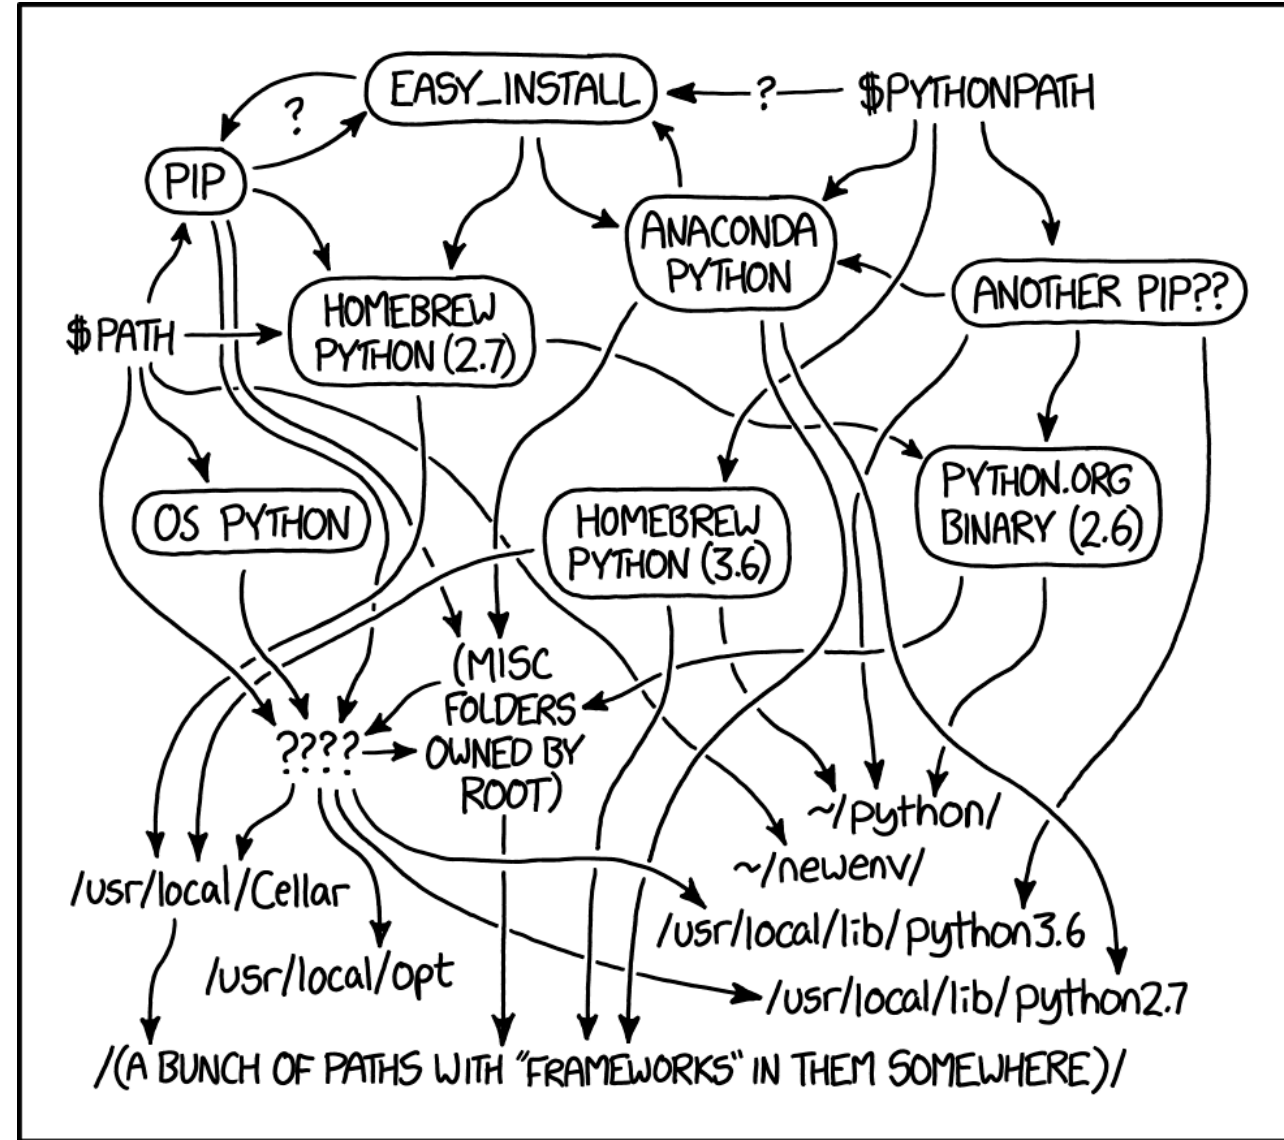 EASY_INSTALL
?
$PYTHONPATH
?
PIP
ANACONDA
PYTHON
ANOTHER PIP??
HOMEBREW
PYTHON (2.7)
$PATH
OS PYTHON
HOMEBREW
PYTHON (3.6)
PYTHON.ORG
BINARY (2.6)
(MISC
FOLDERS
OWNED BY
ROOT)
????
~/python/
~/newenv/
/usr/local/Cellar
/usr/local/lib/python3.6
/usr/local/opt
/usr/local/lib/python2.7
/(A BUNCH OF PATHS WITH "FRAMEWORKS" IN THEM SOMEWHERE)/